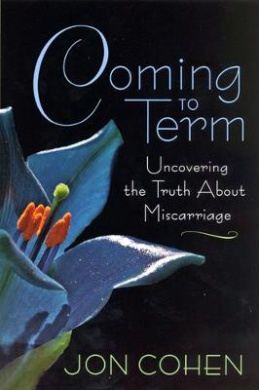 Coming
TO
Term
Uncovering
the Truth About
Miscarriage
JON COHEN